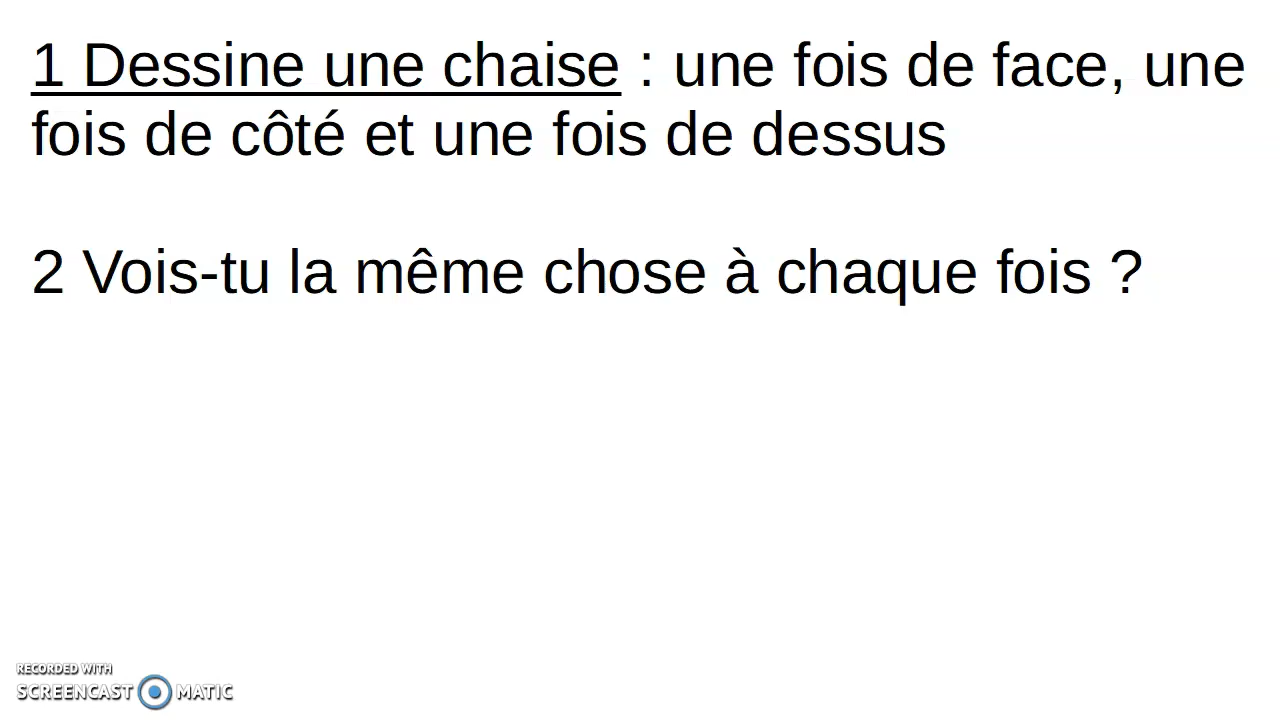 1 Dessine une chaise : une fois de face, une
fois de côté et une fois de dessus
2 Vois-tu la même chose à chaque fois ?
RECORDED WITH
SCREENCAST MATIC